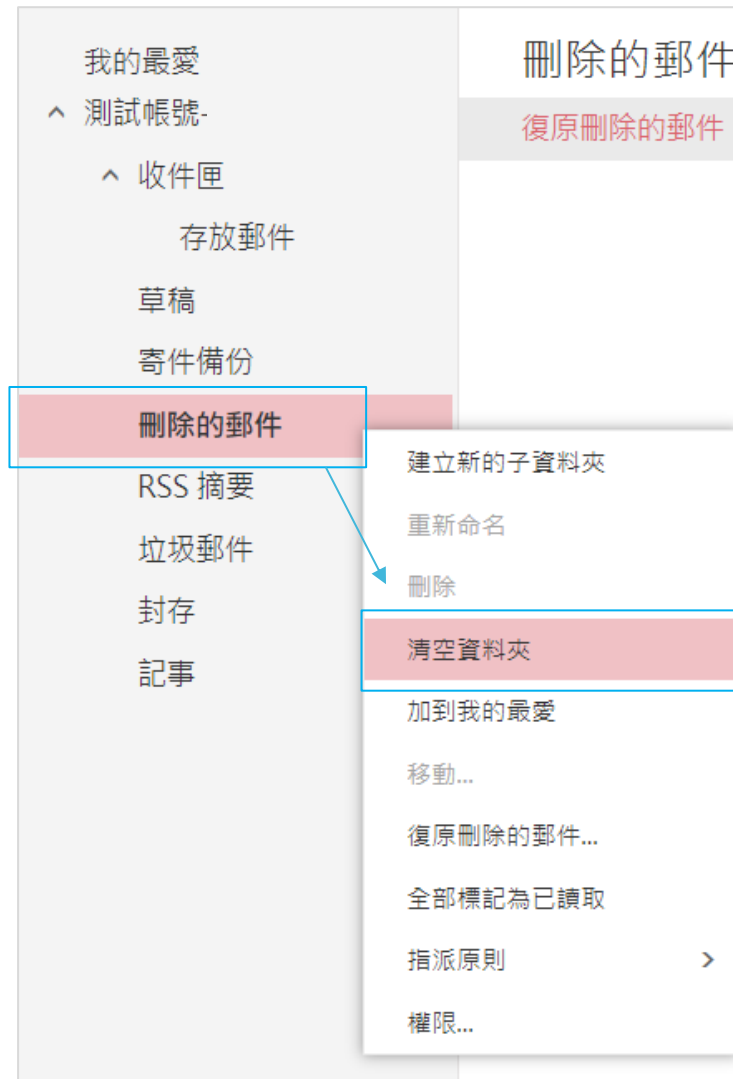 我的最愛
測試帳號-
收件匣
存放郵件
草稿
寄件備份
刪除的郵件
RSS 摘要
垃圾郵件
封存
記事
刪除的郵件
復原刪除的郵件
建立新的子資料夾
重新命名
刪除
清空資料夾
加到我的最愛
移動...
復原刪除的郵件...
全部標記為已讀取
指派原則
權限...